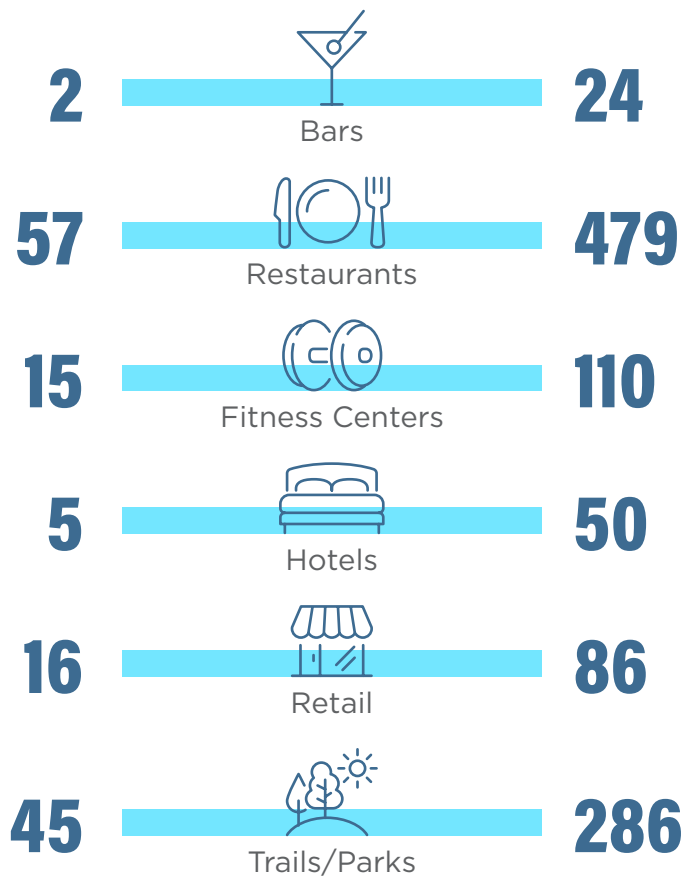 2 24
Bars
57 479
Restaurants
15 110
Fitness Centers
5 50
Hotels
16 86
Retail
45 286
Trails/Parks